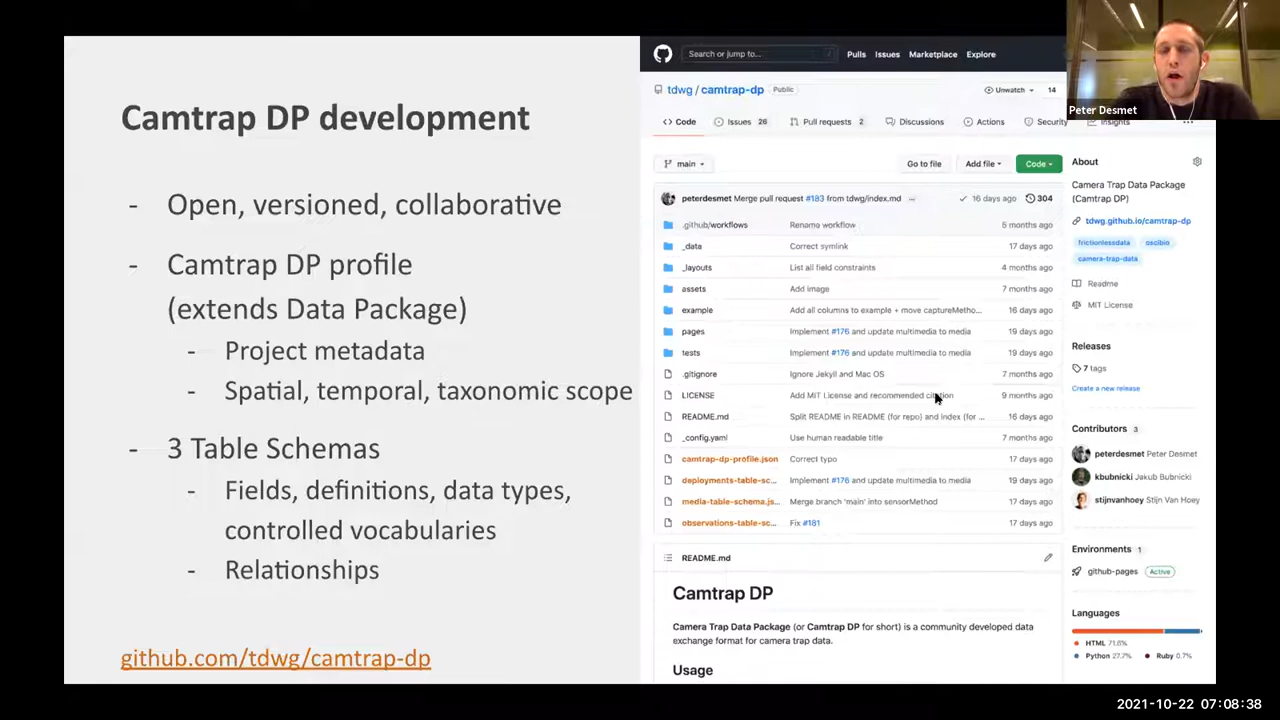 Camtrap DP development
- Open, versioned, collaborative
- Camtrap DP profile
(extends Data Package)
- Project metadata
- Spatial, temporal, taxonomic scope
- 3 Table Schemas
- Fields, definitions, data types,
controlled vocabularies
- Relationships
github.com/tdwg/camtrap-dp
Search or jump to... /
Pulls Issues Marketplace Explore
tdwg / camtrap-dp Public
Unwatch 14
Code Issues 26 Pull requests 2 Discussions Actions Security Insights ...
main Go to file Add file Code
peterdesmet Merge pull request #183 from tdwg/index.md ... 16 days ago 304
.github/workflows Rename workflow 5 months ago
_data Correct symlink 17 days ago
_layouts List all field constraints 4 months ago
assets Add image 7 months ago
example Add all columns to example + move captureMetho... 16 days ago
pages Implement #176 and update multimedia to media 19 days ago
tests Implement #176 and update multimedia to media 19 days ago
.gitignore Ignore Jekyll and Mac OS 7 months ago
LICENSE Add MIT License and recommended citation 9 months ago
README.md Split README in README (for repo) and index (for ... 16 days ago
_config.yaml Use human readable title 7 months ago
camtrap-dp-profile.json Correct typo 17 days ago
deployments-table-sc... Implement #176 and update multimedia to media 19 days ago
media-table-schema.js... Merge branch 'main' into sensorMethod 17 days ago
observations-table-sc... Fix #181 17 days ago
README.md
Camtrap DP
Camera Trap Data Package (or Camtrap DP for short) is a community developed data
exchange format for camera trap data.
Usage
About
Camera Trap Data Package
(Camtrap DP)
tdwg.github.io/camtrap-dp
frictionlessdata oscibio
camera-trap-data
Readme
MIT License
Releases
7 tags
Create a new release
Contributors 3
peterdesmet Peter Desmet
kbubnicki Jakub Bubnicki
stijnvanhoey Stijn Van Hoey
Environments 1
github-pages Active
Languages
HTML 71.6%
Python 27.7% Ruby 0.7%
Peter Desmet
2021-10-22 07:08:38